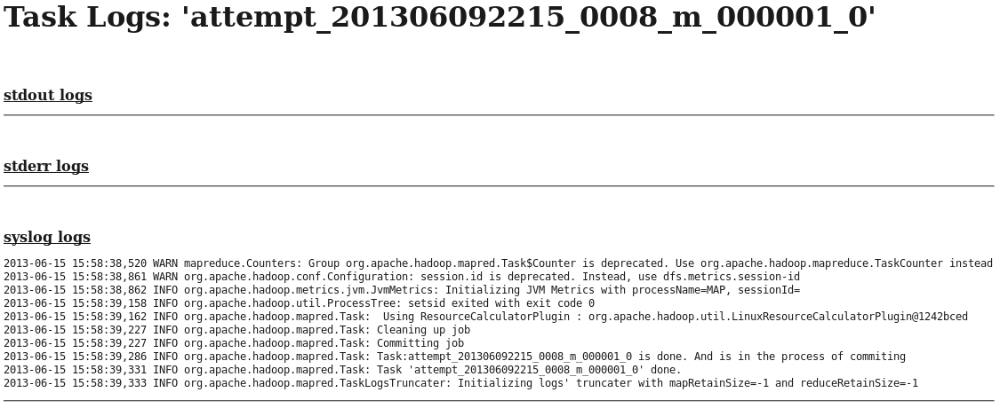 Task Logs: 'attempt_201306092215_0008_m_000001_0'
stdout logs
stderr logs
syslog logs
2013-06-15 15:58:38,520 WARN mapreduce.Counters: Group org.apache.hadoop.mapred.Task$Counter is deprecated. Use org.apache.hadoop.mapreduce.TaskCounter instead
2013-06-15 15:58:38,861 WARN org.apache.hadoop.conf.Configuration: session.id is deprecated. Instead, use dfs.metrics.session-id
2013-06-15 15:58:38,862 INFO org.apache.hadoop.metrics.jvm.JvmMetrics: Initializing JVM Metrics with processName=MAP, sessionId=
2013-06-15 15:58:39,158 INFO org.apache.hadoop.util.ProcessTree: setsid exited with exit code 0
2013-06-15 15:58:39,162 INFO org.apache.hadoop.mapred.Task:  Using ResourceCalculatorPlugin : org.apache.hadoop.util.LinuxResourceCalculatorPlugin@1242bced
2013-06-15 15:58:39,227 INFO org.apache.hadoop.mapred.Task: Cleaning up job
2013-06-15 15:58:39,227 INFO org.apache.hadoop.mapred.Task: Committing job
2013-06-15 15:58:39,286 INFO org.apache.hadoop.mapred.Task: Task:attempt_201306092215_0008_m_000001_0 is done. And is in the process of commiting
2013-06-15 15:58:39,331 INFO org.apache.hadoop.mapred.Task: Task 'attempt_201306092215_0008_m_000001_0' done.
2013-06-15 15:58:39,333 INFO org.apache.hadoop.mapred.TaskLogsTruncater: Initializing logs' truncater with mapRetainSize=-1 and reduceRetainSize=-1